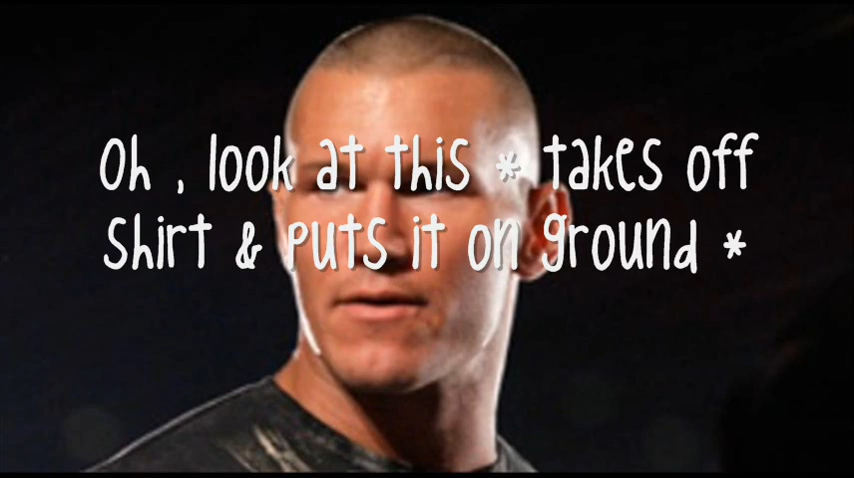 Oh , look at this * takes off
shirt & puts it on ground *